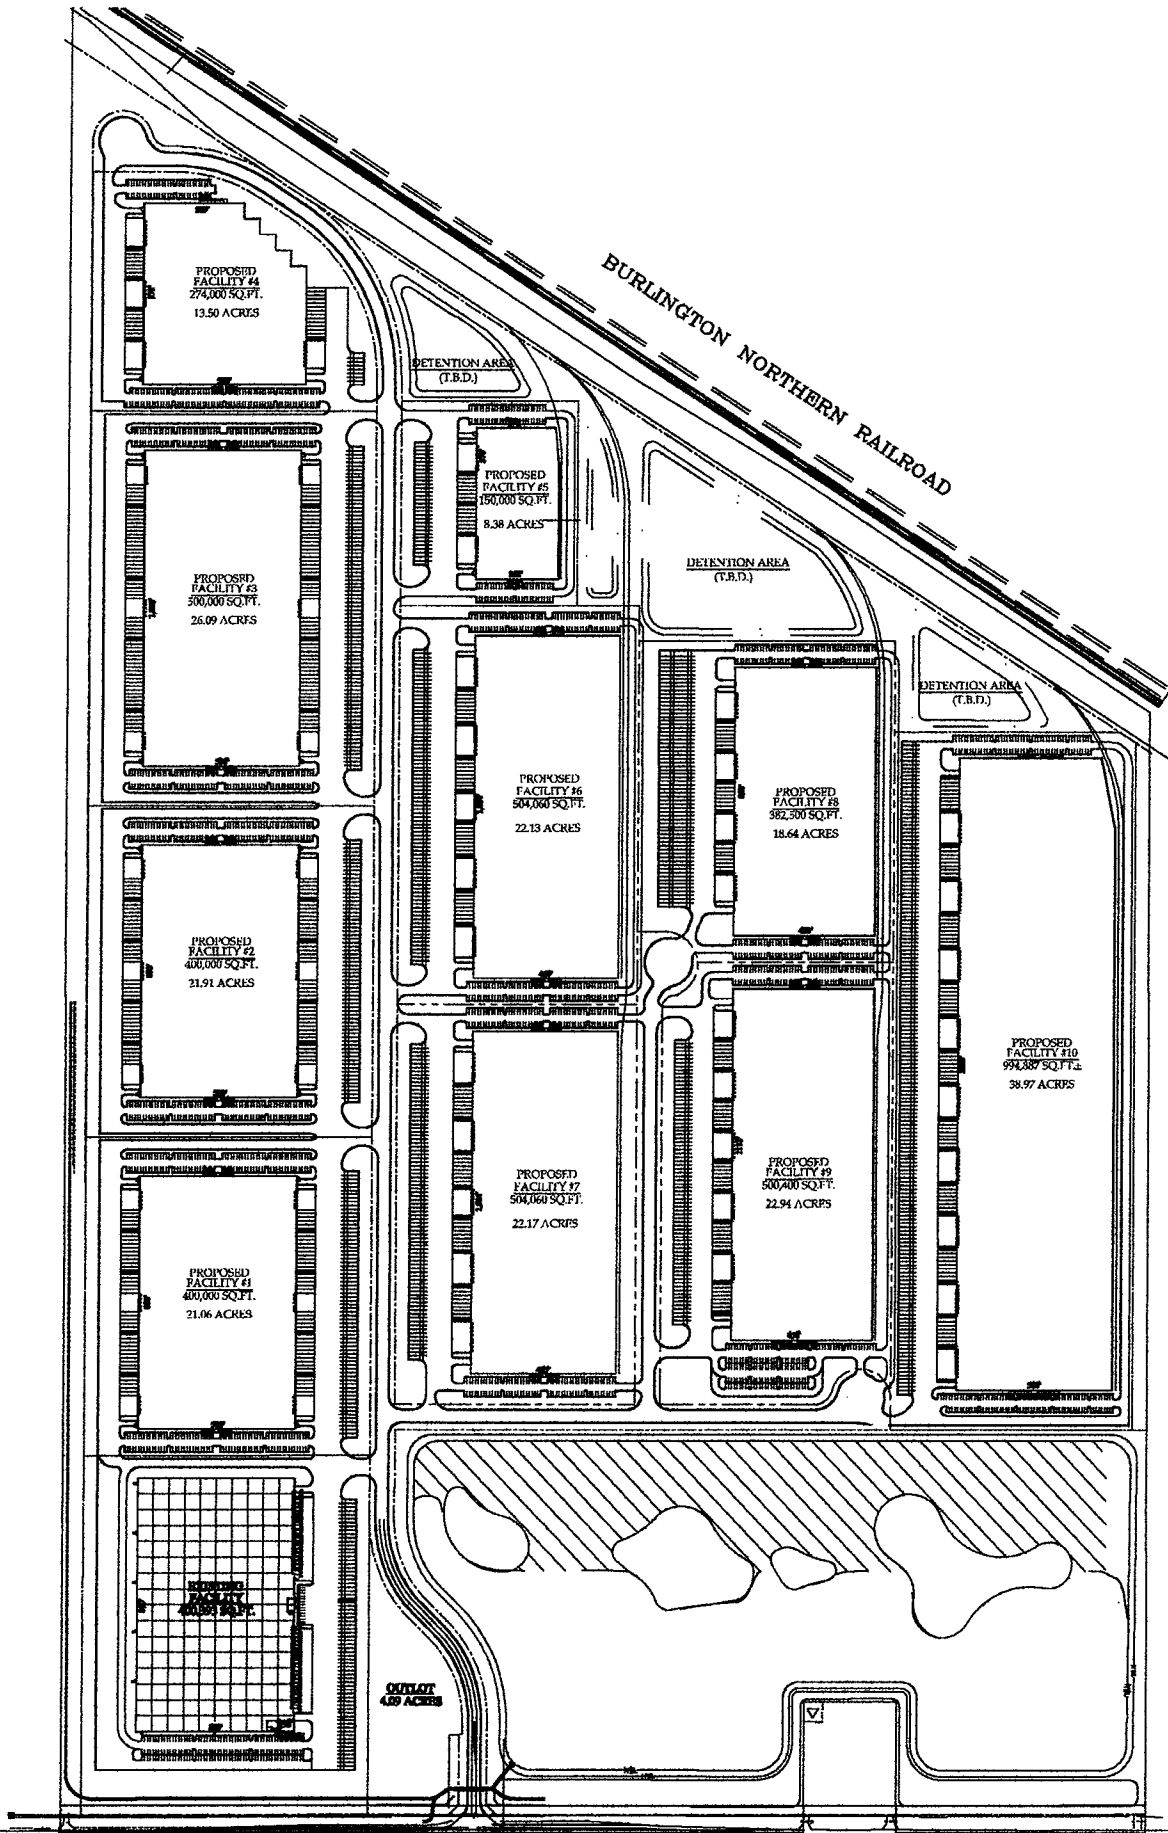 BURLINGTON NORTHERN RAILROAD
PROPOSED
FACILITY #4
274,000 SQ.FT.
13.50 ACRES
DETENTION AREA
(T.B.D.)
PROPOSED
FACILITY #5
150,000 SQ.FT.
8.38 ACRES
DETENTION AREA
(T.B.D.)
PROPOSED
FACILITY #3
500,000 SQ.FT.
26.09 ACRES
DETENTION AREA
(T.B.D.)
PROPOSED
FACILITY #6
504,060 SQ.FT.
22.13 ACRES
PROPOSED
FACILITY #8
382,500 SQ.FT.
18.64 ACRES
PROPOSED
FACILITY #2
400,000 SQ.FT.
21.91 ACRES
PROPOSED
FACILITY #10
994,887 SQ.FT.±
38.97 ACRES
PROPOSED
FACILITY #7
504,060 SQ.FT.
22.17 ACRES
PROPOSED
FACILITY #9
500,400 SQ.FT.
22.94 ACRES
PROPOSED
FACILITY #1
400,000 SQ.FT.
21.06 ACRES
EXISTING
FACILITY
SQ.FT.
OUTLOT
4.09 ACRES